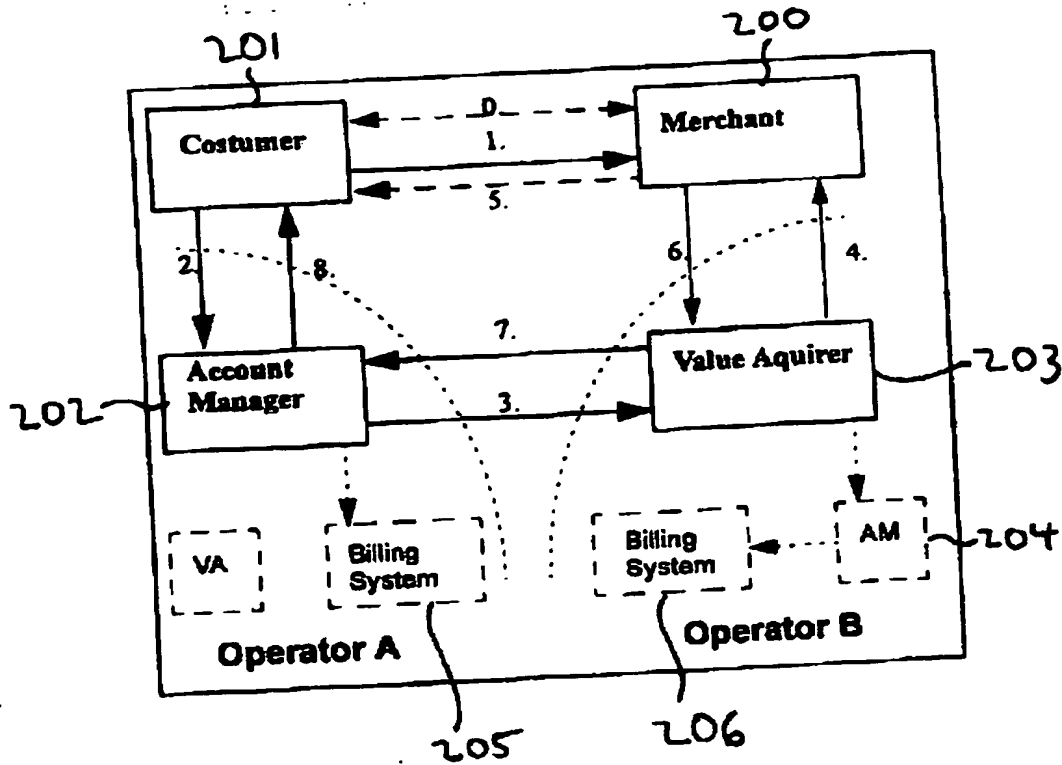 201
200
Costumer
0.
Merchant
1.
5.
2.
8.
6.
4.
7.
Account
Manager
Value Aquirer
203
202
3.
VA
Billing
System
Billing
System
AM
204
Operator A
Operator B
205
206